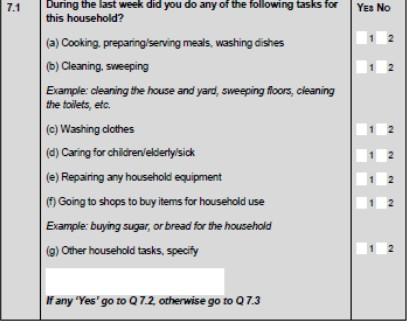 7.1 During the last week did you do any of the following tasks for YES NO
this household?
(a) Cooking, preparing/serving meals, washing dishes 1 2
(b) Cleaning, sweeping 1 2
Example: cleaning the house and yard, sweeping floors, cleaning
the toilets, etc.
(c) Washing clothes 1 2
(d) Caring for children/elderly/sick 1 2
(e) Repairing any household equipment 1 2
(f) Going to shops to buy items for household use 1 2
Example: buying sugar, or bread for the household
(g) Other household tasks, specify 1 2
If any 'Yes' go to Q 7.2, otherwise go to Q 7.3